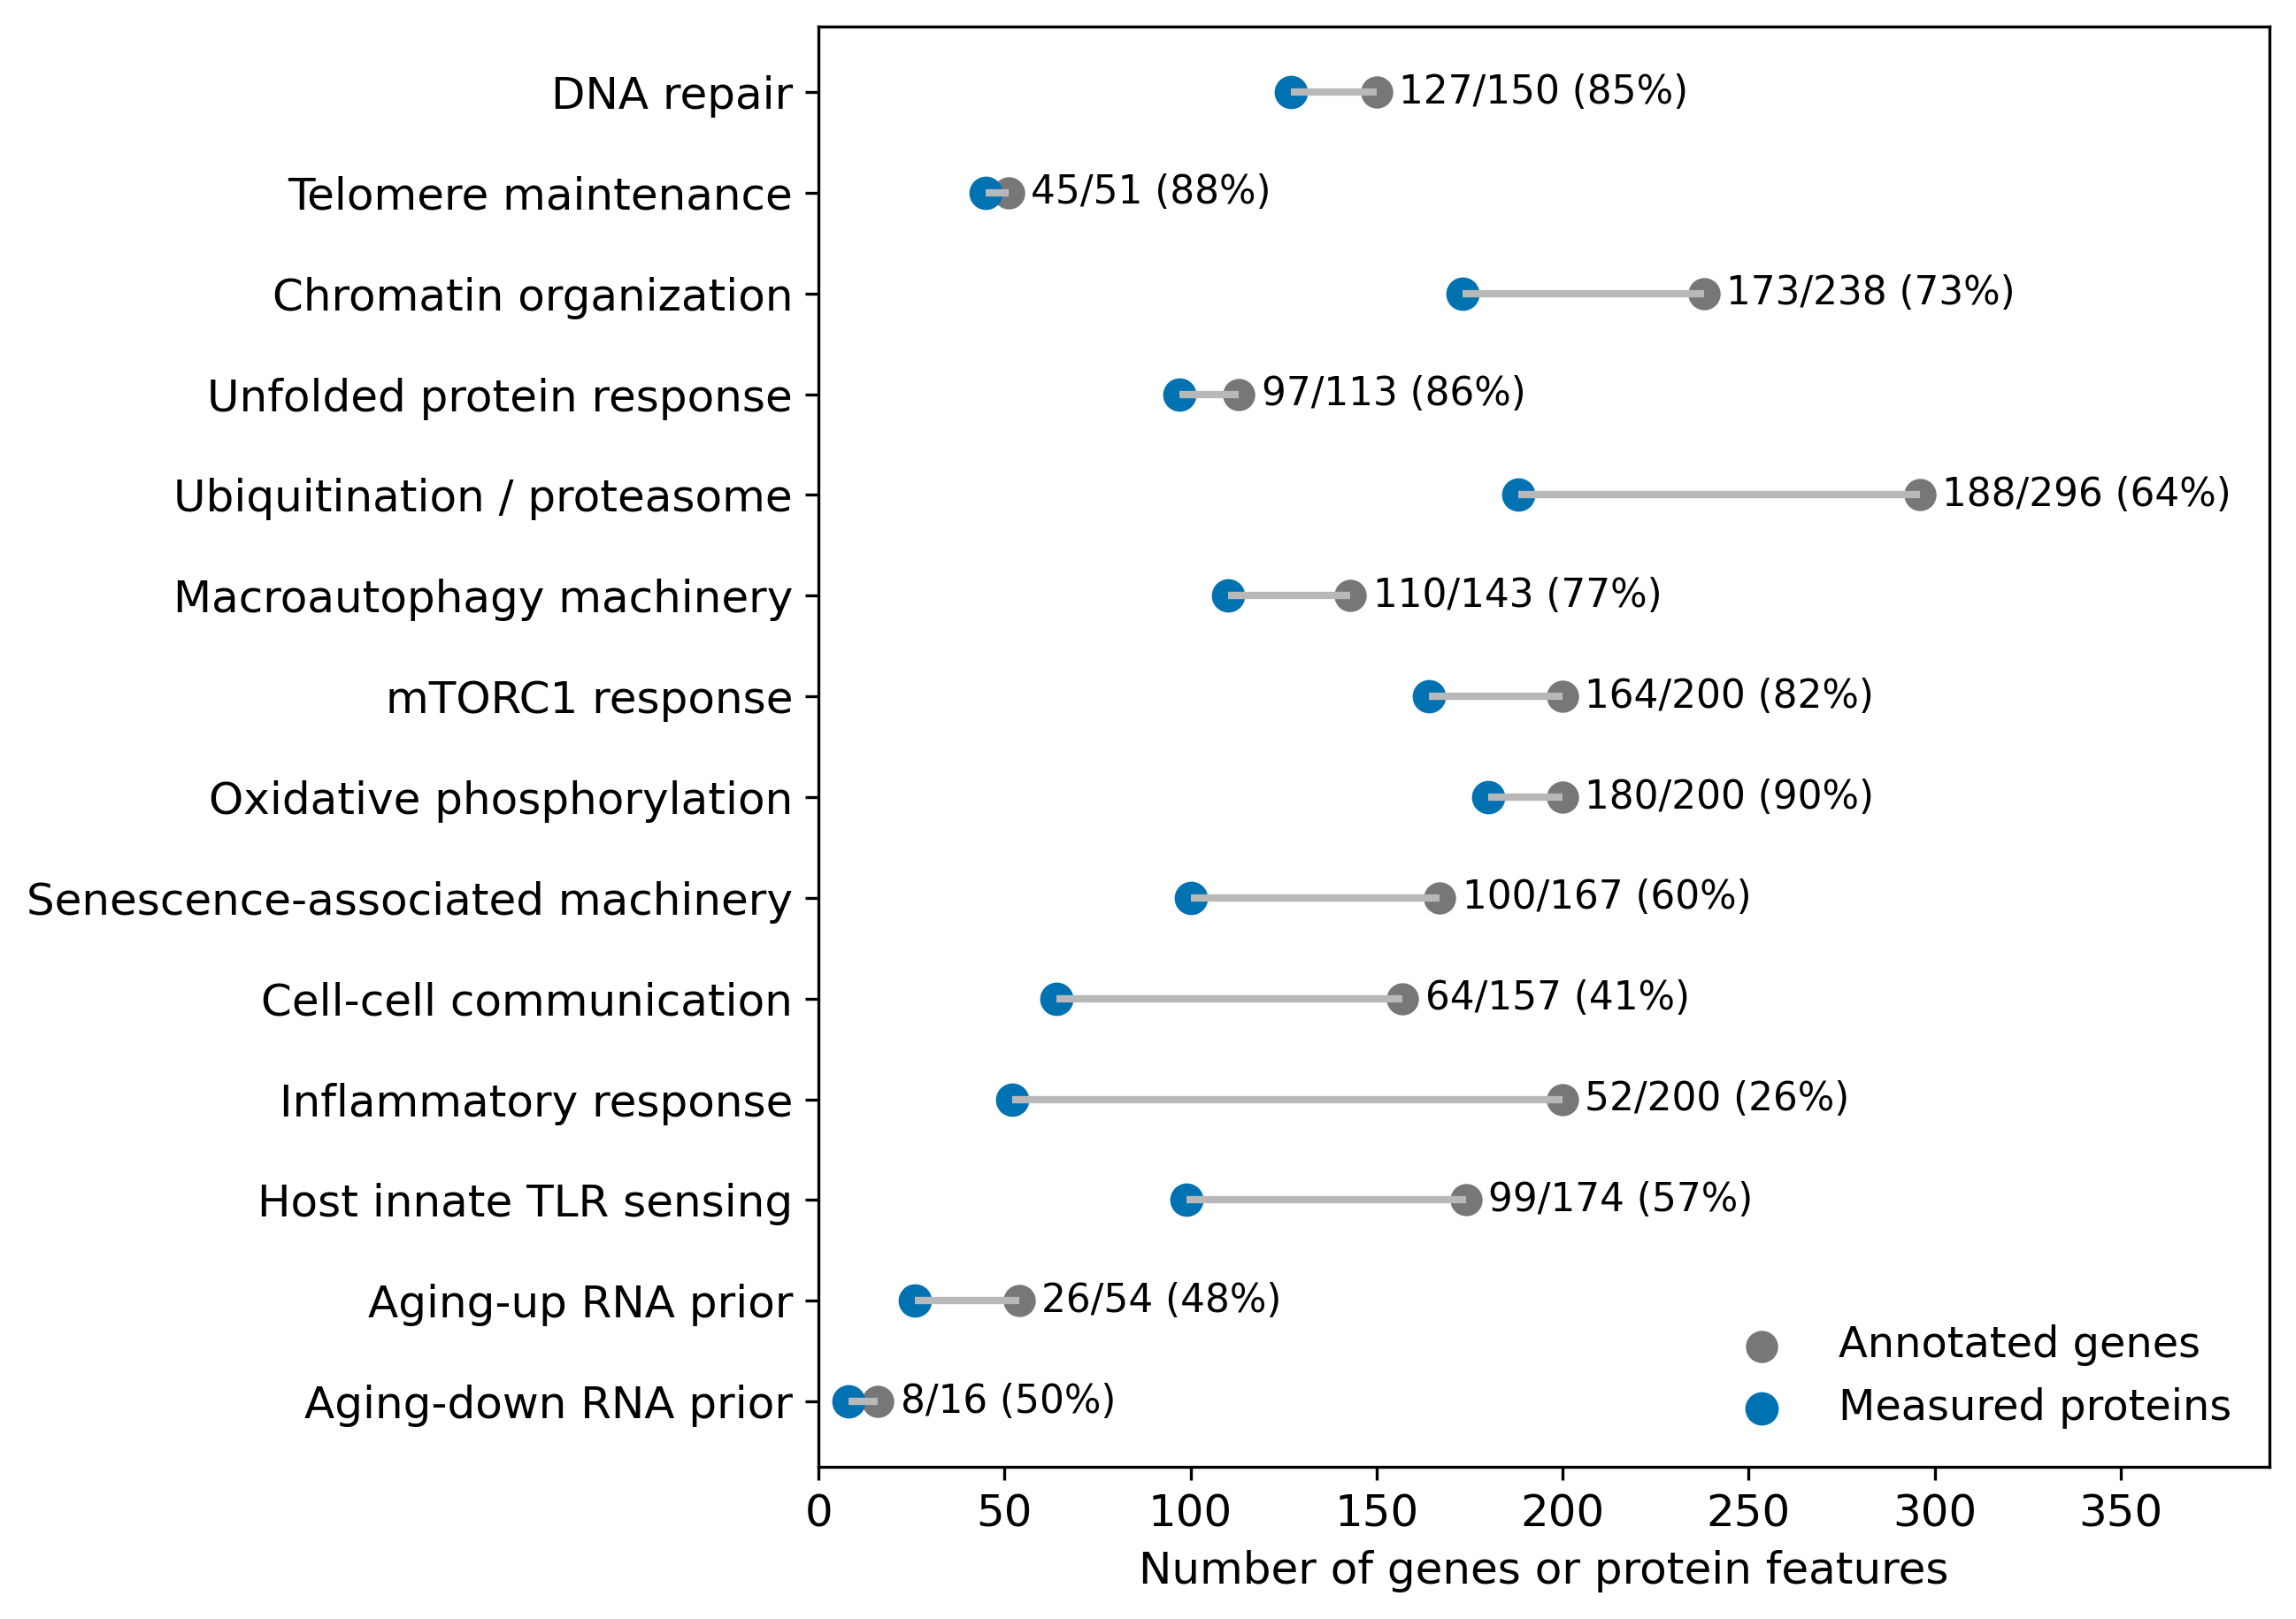 DNA repair 127/150 (85%)
Telomere maintenance 45/51 (88%)
Chromatin organization 173/238 (73%)
Unfolded protein response 97/113 (86%)
Ubiquitination / proteasome 188/296 (64%)
Macroautophagy machinery 110/143 (77%)
mTORC1 response 164/200 (82%)
Oxidative phosphorylation 180/200 (90%)
Senescence-associated machinery 100/167 (60%)
Cell-cell communication 64/157 (41%)
Inflammatory response 52/200 (26%)
Host innate TLR sensing 99/174 (57%)
Aging-up RNA prior 26/54 (48%)
Aging-down RNA prior 8/16 (50%)
Annotated genes
Measured proteins
0 50 100 150 200 250 300 350
Number of genes or protein features